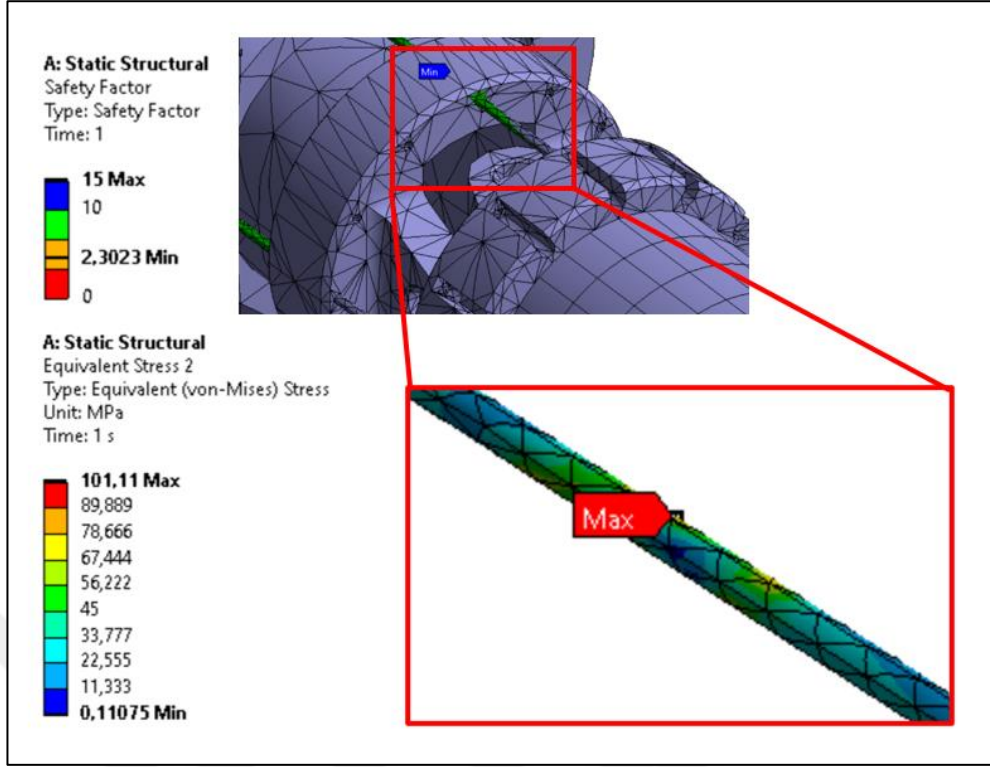 A: Static Structural
Safety Factor
Type: Safety Factor
Time: 1
15 Max
10
2,3023 Min
0
Min
A: Static Structural
Equivalent Stress 2
Type: Equivalent (von-Mises) Stress
Unit: MPa
Time: 1 s
101,11 Max
89,889
78,666
67,444
56,222
45
33,777
22,555
11,333
0,11075 Min
Max